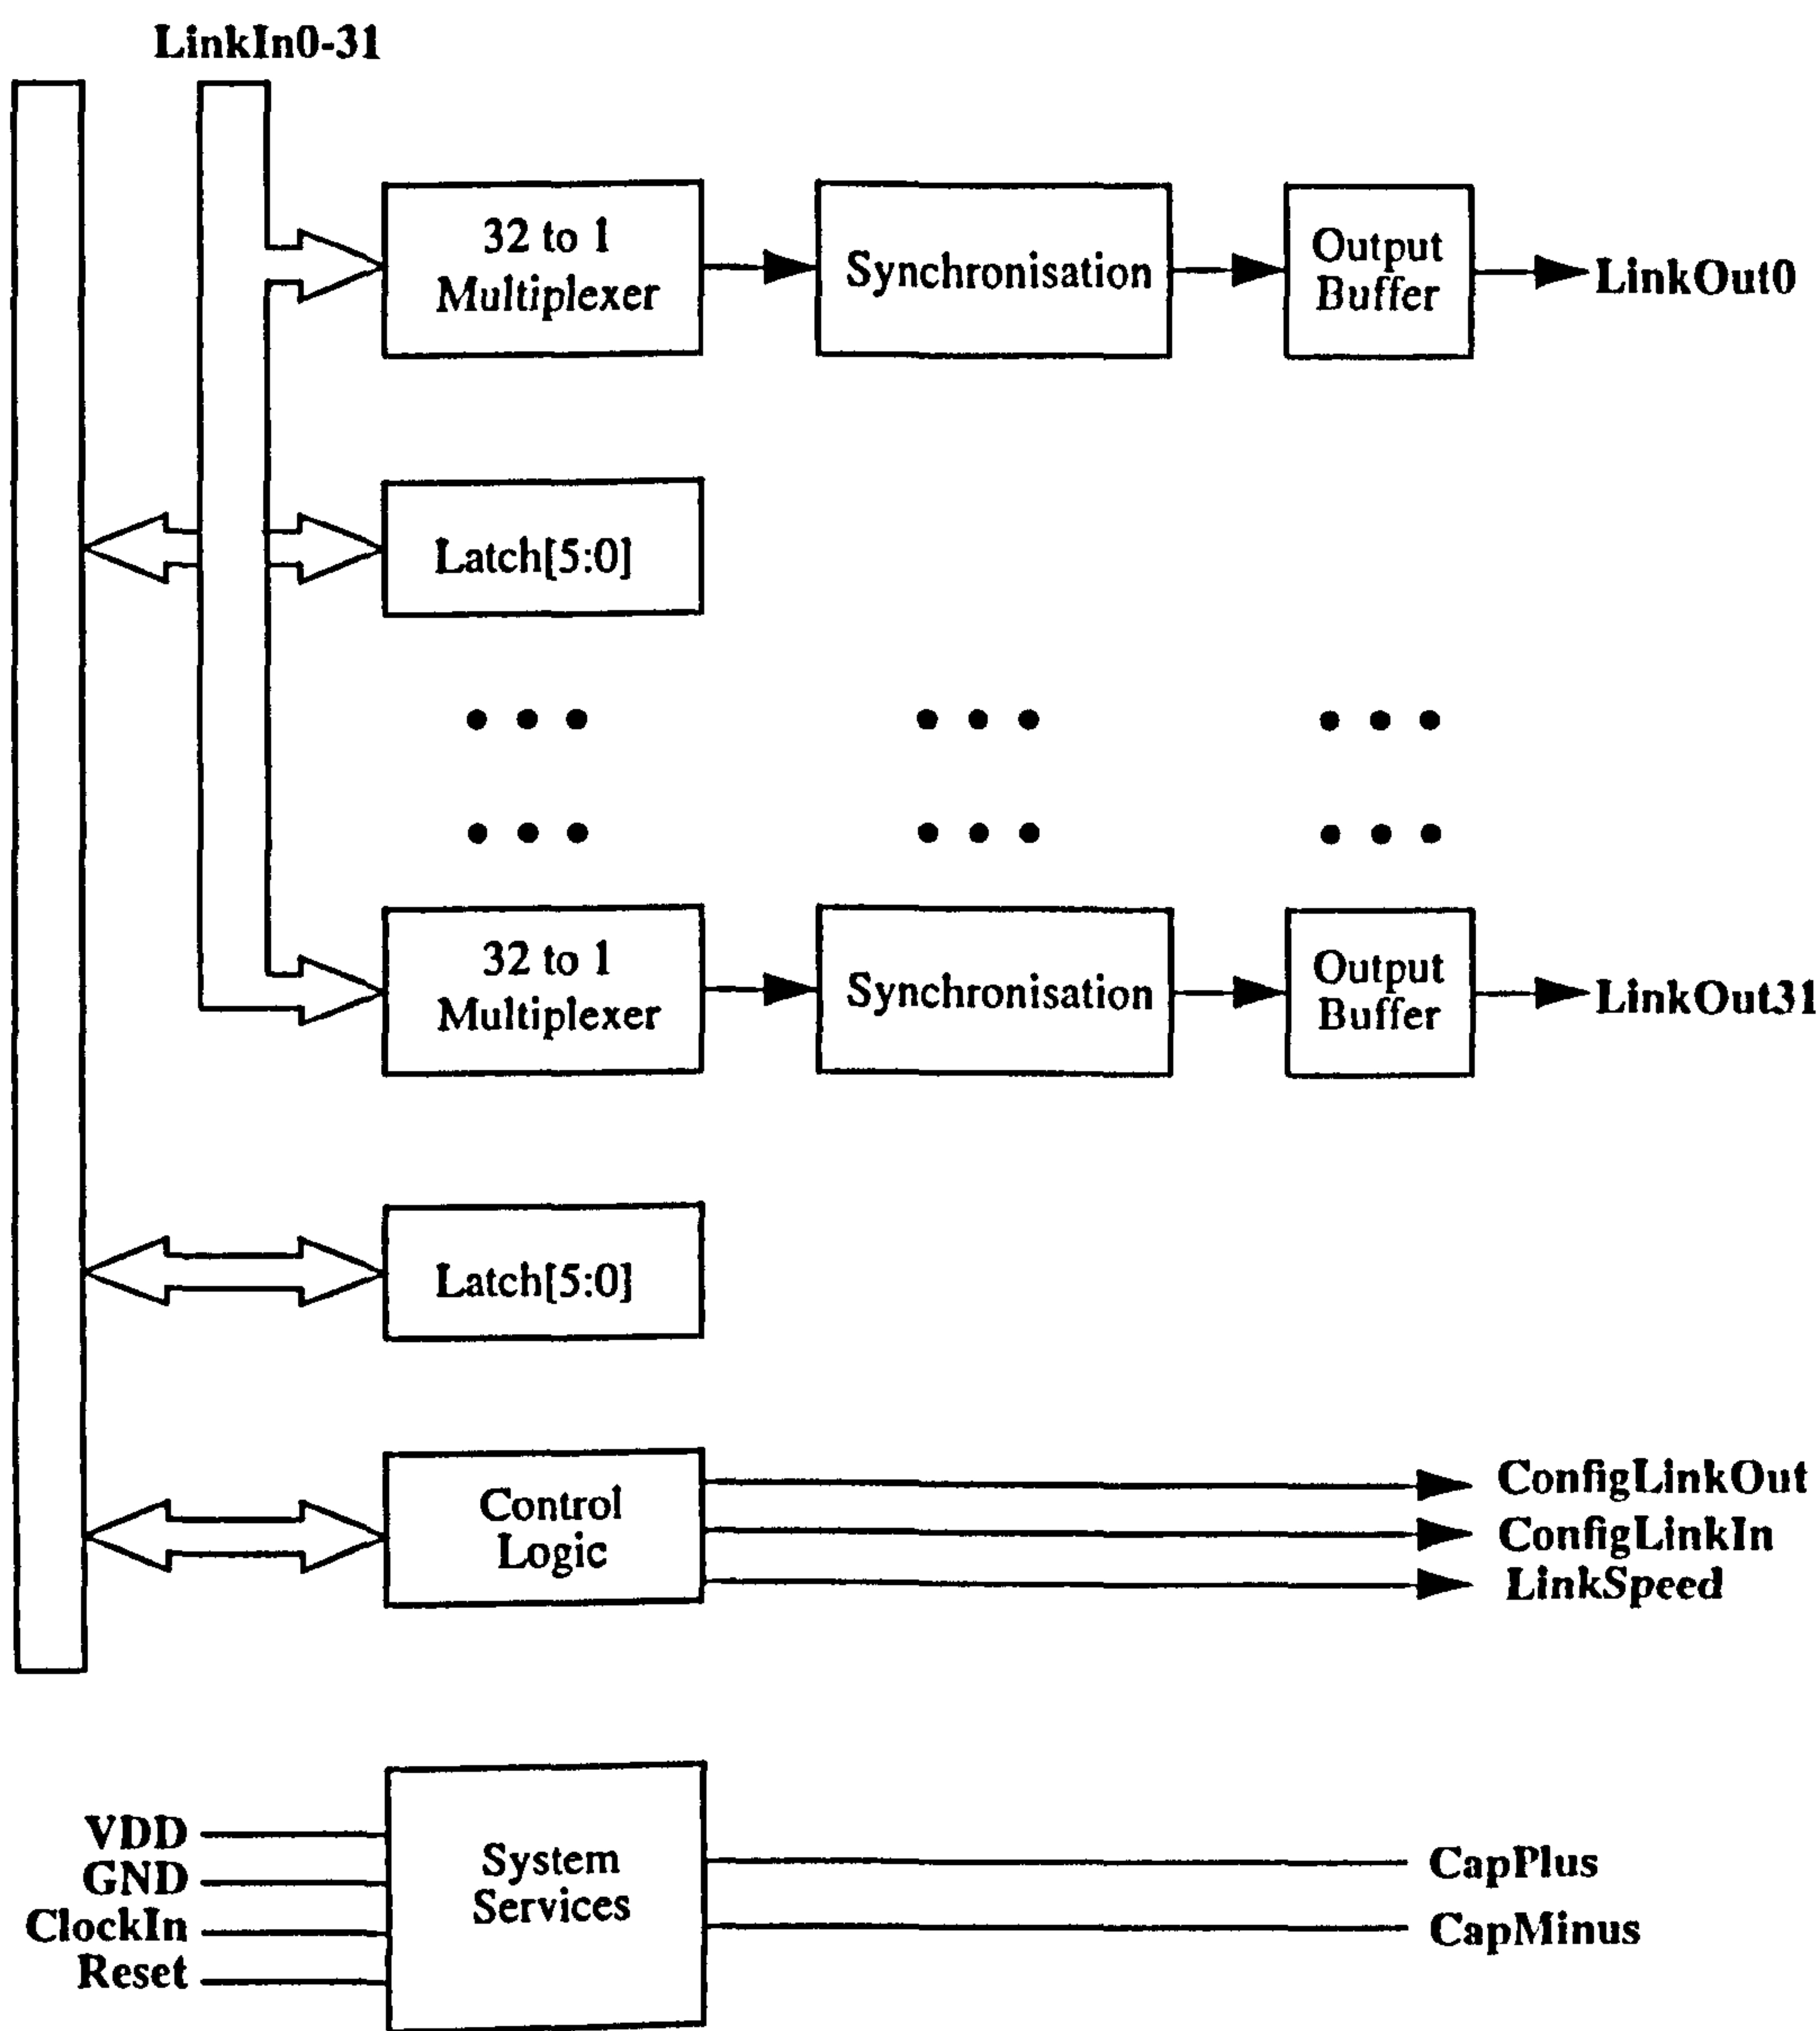 LinkIn0-31
32 to 1
Multiplexer
Synchronisation
Output
Buffer
LinkOut0
Latch[5:0]
32 to 1
Multiplexer
Synchronisation
Output
Buffer
LinkOut31
Latch[5:0]
Control
Logic
ConfigLinkOut
ConfigLinkIn
LinkSpeed
VDD
GND
ClockIn
Reset
System
Services
CapPlus
CapMinus